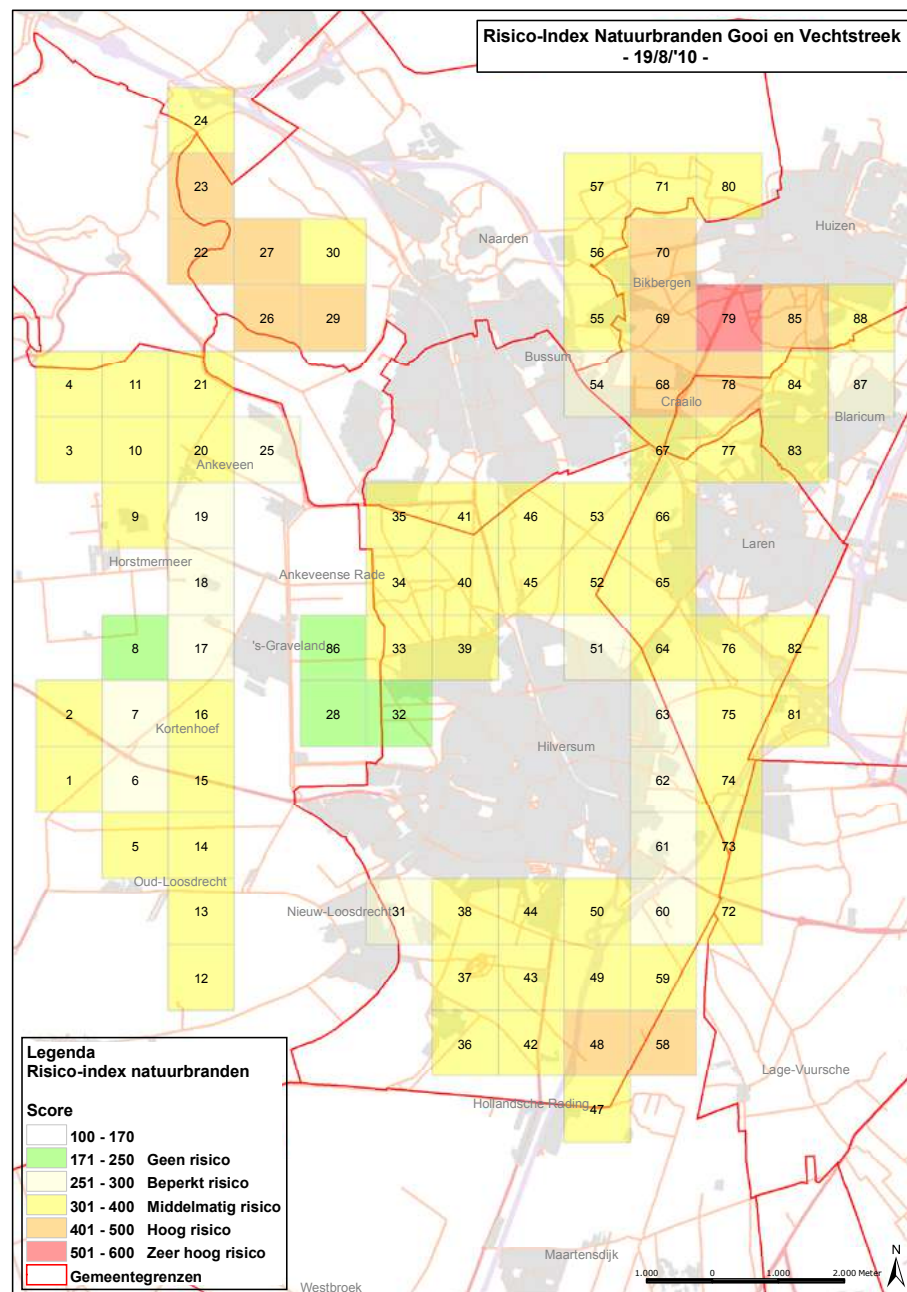 Risico-Index Natuurbranden Gooi en Vechtstreek
- 19/8/'10 -
24
23
57 71 80
Huizen
Naarden
22 27 30
56 70
Bikbergen
26 29
55 69 79 85 88
Bussum
4 11 21
54 68 78 84 87
Craailo
Blaricum
3 10 20 25
Ankeveen
67 77 83
9 19
35 41 46 53 66
Laren
Horstmermeer
Ankeveense Rade
18
34 40 45 52 65
8 17
's-Graveland
86 33 39 51 64 76 82
2 7 16
Kortenhoef
28 32 63 75 81
Hilversum
1 6 15
62 74
5 14
61 73
Oud-Loosdrecht
13
Nieuw-Loosdrecht
31 38 44 50 60 72
12
37 43 49 59
36 42 48 58
Lage-Vuursche
Hollandsche Rading
47
Legenda
Risico-index natuurbranden
Score
100 - 170
171 - 250 Geen risico
251 - 300 Beperkt risico
301 - 400 Middelmatig risico
401 - 500 Hoog risico
501 - 600 Zeer hoog risico
Gemeentegrenzen
Maartensdijk
Westbroek
1.000 0 1.000 2.000 Meter
N